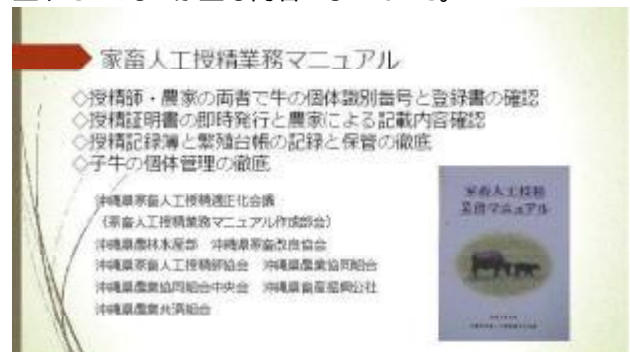 家畜人工授精業務マニュアル
◇授精師・農家の両者で牛の個体識別番号と登録書の確認
◇授精証明書の即時発行と農家による記載内容確認
◇授精記録簿と繁殖台帳の記録と保管の徹底
◇子牛の個体管理の徹底
沖縄県家畜人工授精適正化会議
(家畜人工授精業務マニュアル作成部会)
沖縄県農林水産部 沖縄県家畜改良協会
沖縄県家畜人工授精師協会 沖縄県農業協同組合
沖縄県農業協同組合中央会 沖縄県畜産振興公社
沖縄県農業共済組合
家畜人工授精
業務マニュアル